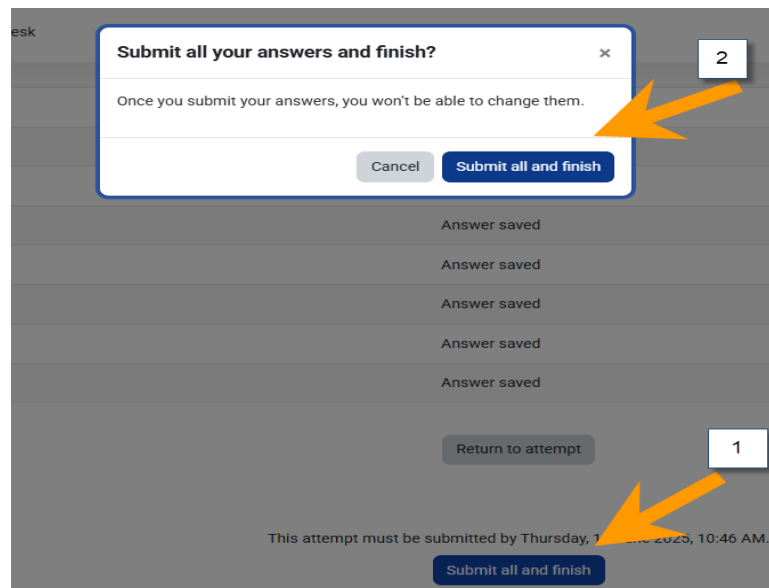 esk
Submit all your answers and finish?
×
2
Once you submit your answers, you won't be able to change them.
Cancel
Submit all and finish
Answer saved
Answer saved
Answer saved
Answer saved
Answer saved
Return to attempt
1
This attempt must be submitted by Thursday, 2025, 10:46 AM.
Submit all and finish